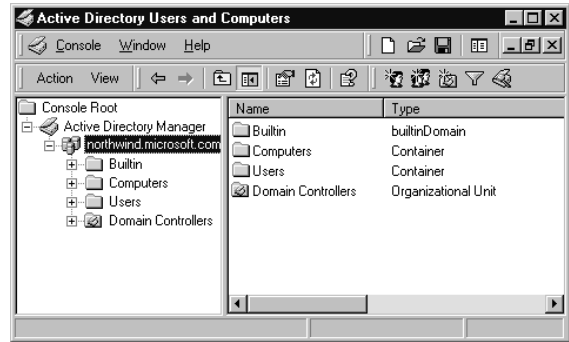 Active Directory Users and Computers
Console Window Help
Action View
Console Root
Active Directory Manager
northwind.microsoft.com
Builtin
Computers
Users
Domain Controllers
Name Type
Builtin builtinDomain
Computers Container
Users Container
Domain Controllers Organizational Unit